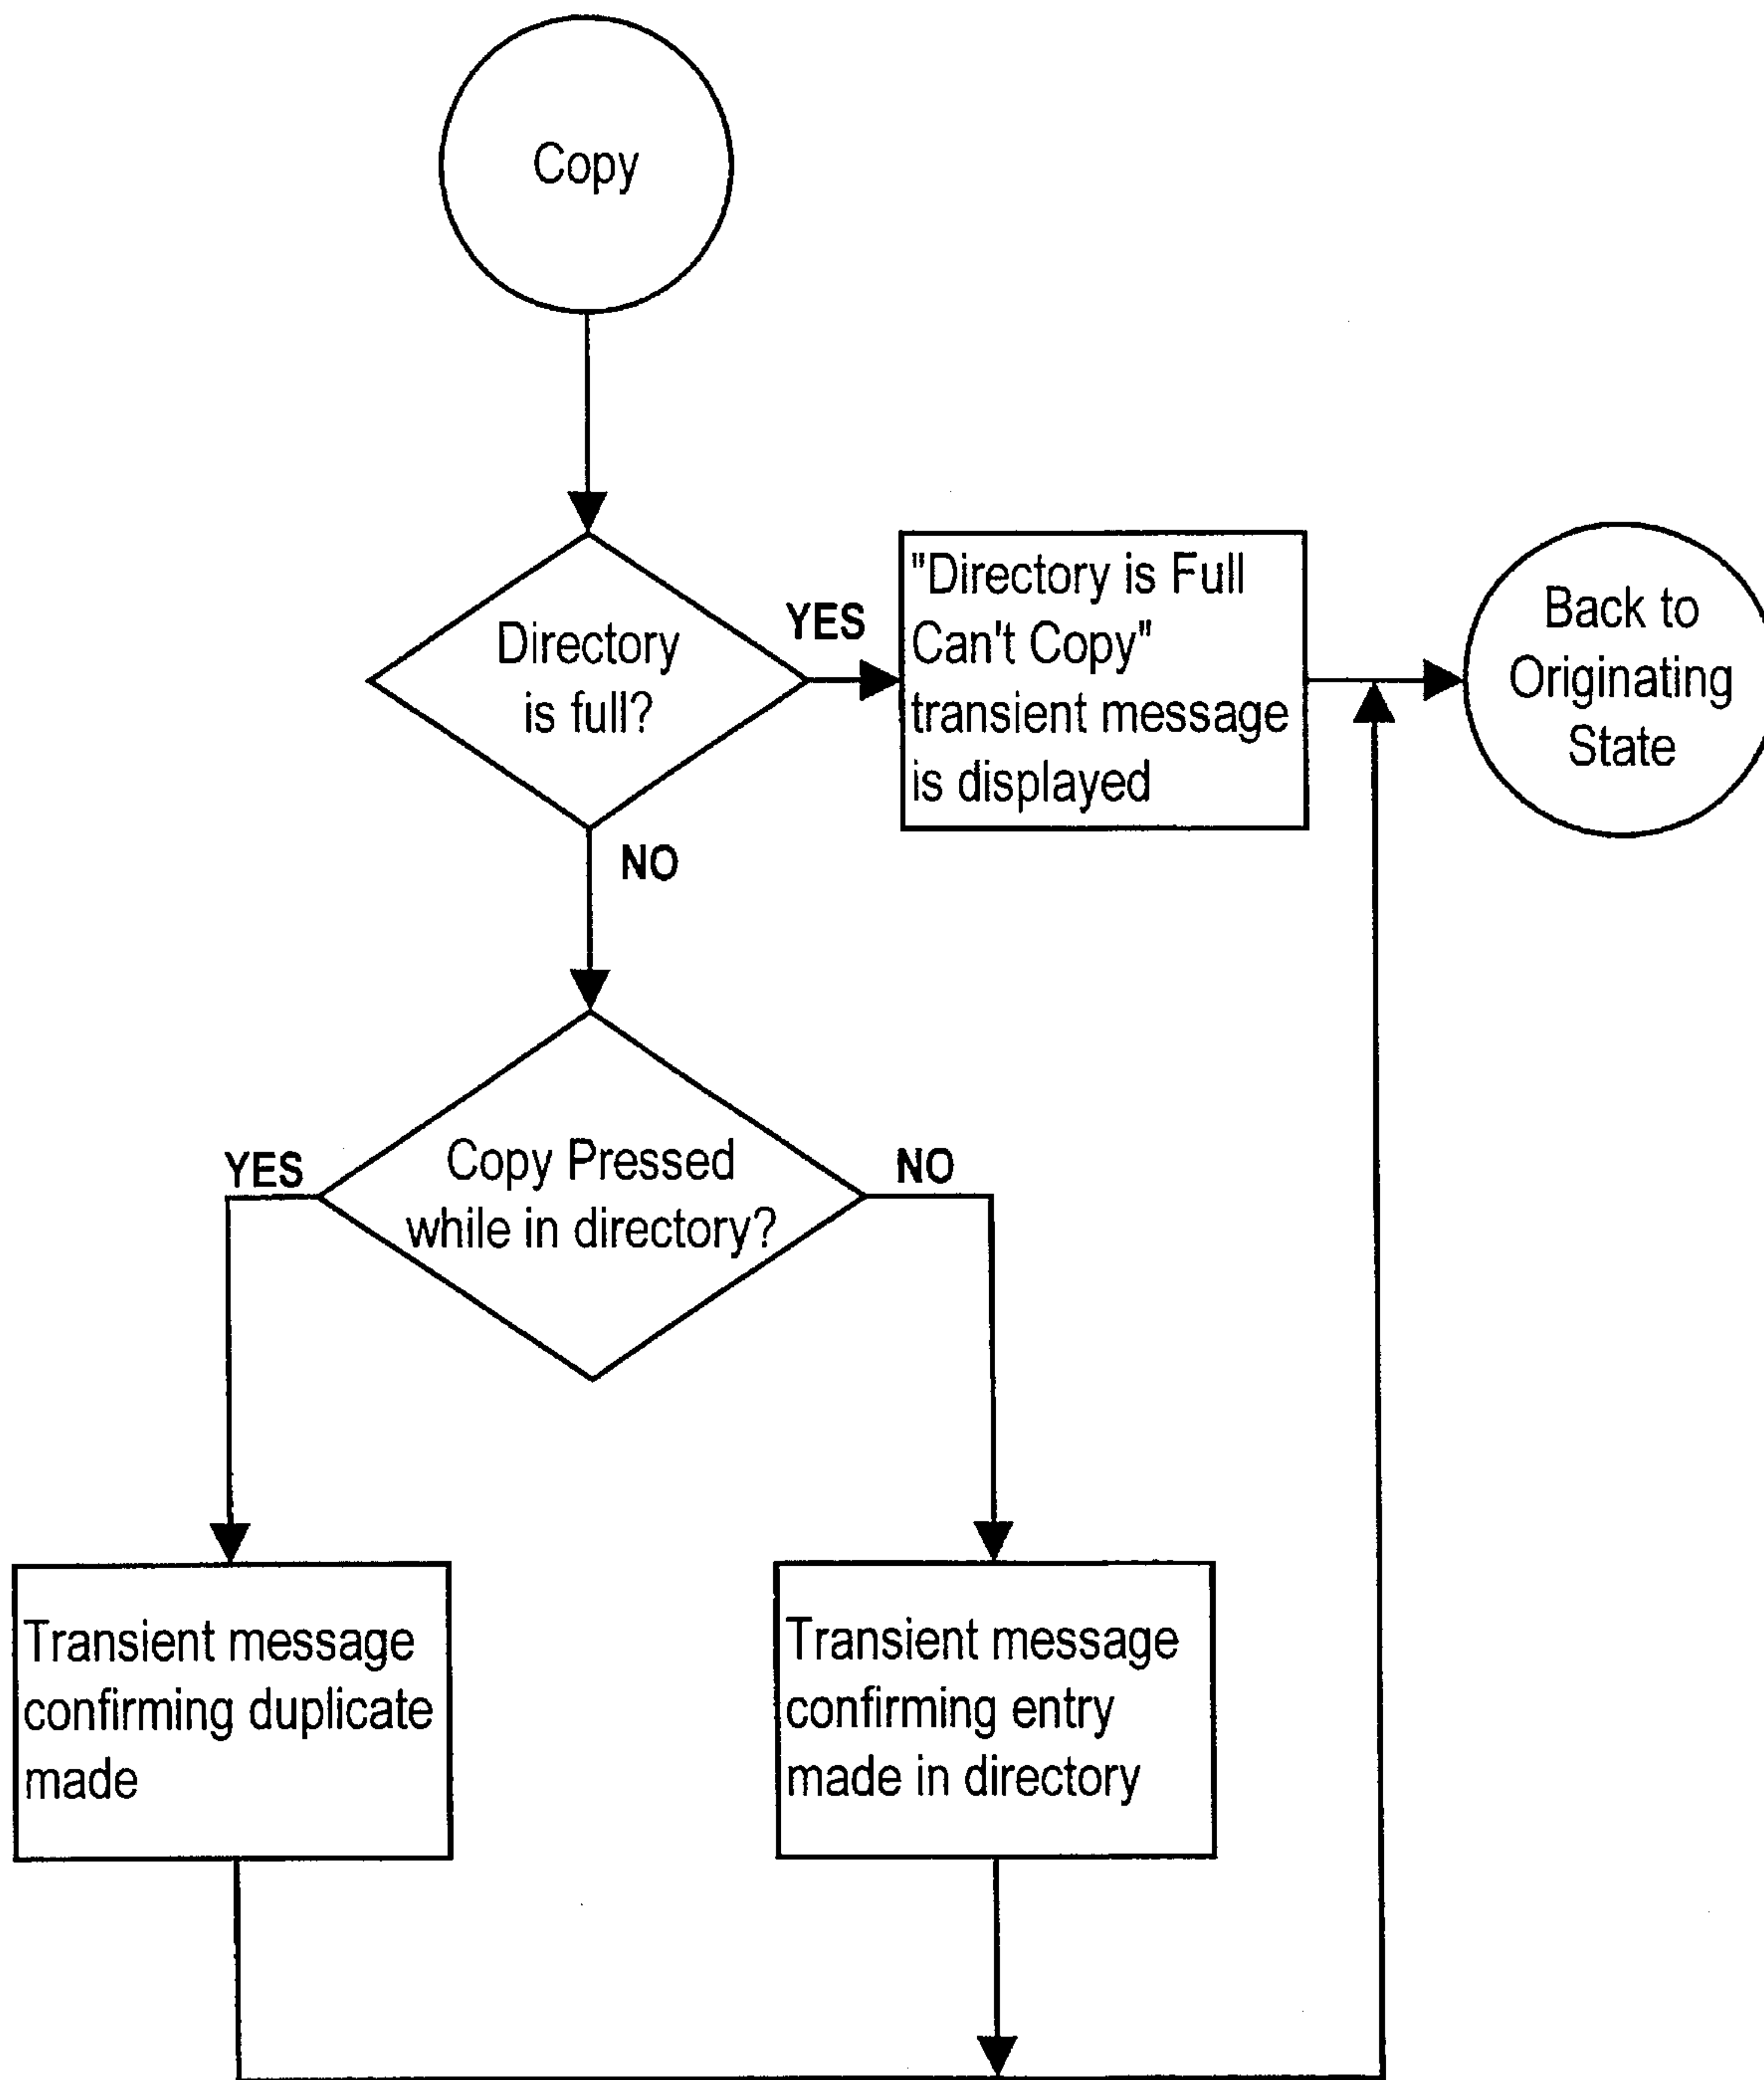 Copy
Directory
is full?
YES
"Directory is Full
Can't Copy"
transient message
is displayed
Back to
Originating
State
NO
Copy Pressed
while in directory?
YES
NO
Transient message
confirming duplicate
made
Transient message
confirming entry
made in directory